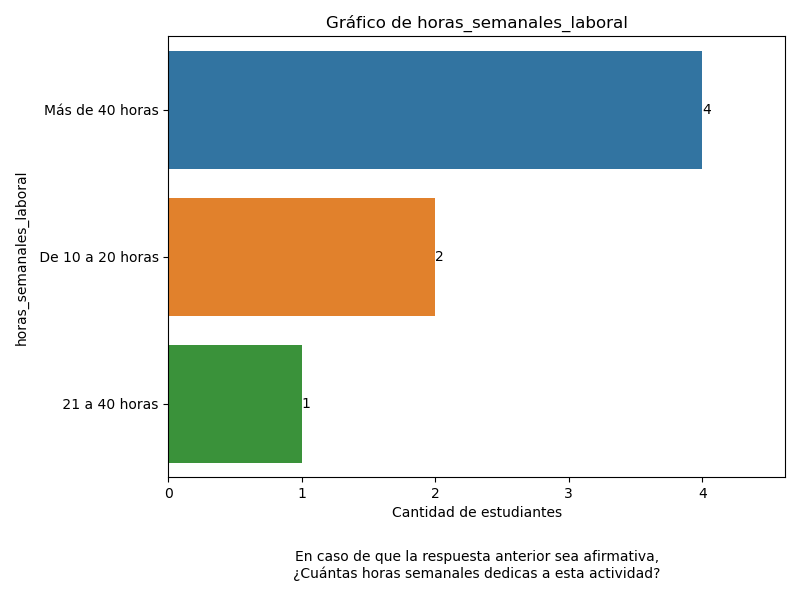 Gráfico de horas_semanales_laboral
horas_semanales_laboral
Más de 40 horas
4
De 10 a 20 horas
2
21 a 40 horas
1
0 1 2 3 4
Cantidad de estudiantes
En caso de que la respuesta anterior sea afirmativa,
¿Cuántas horas semanales dedicas a esta actividad?